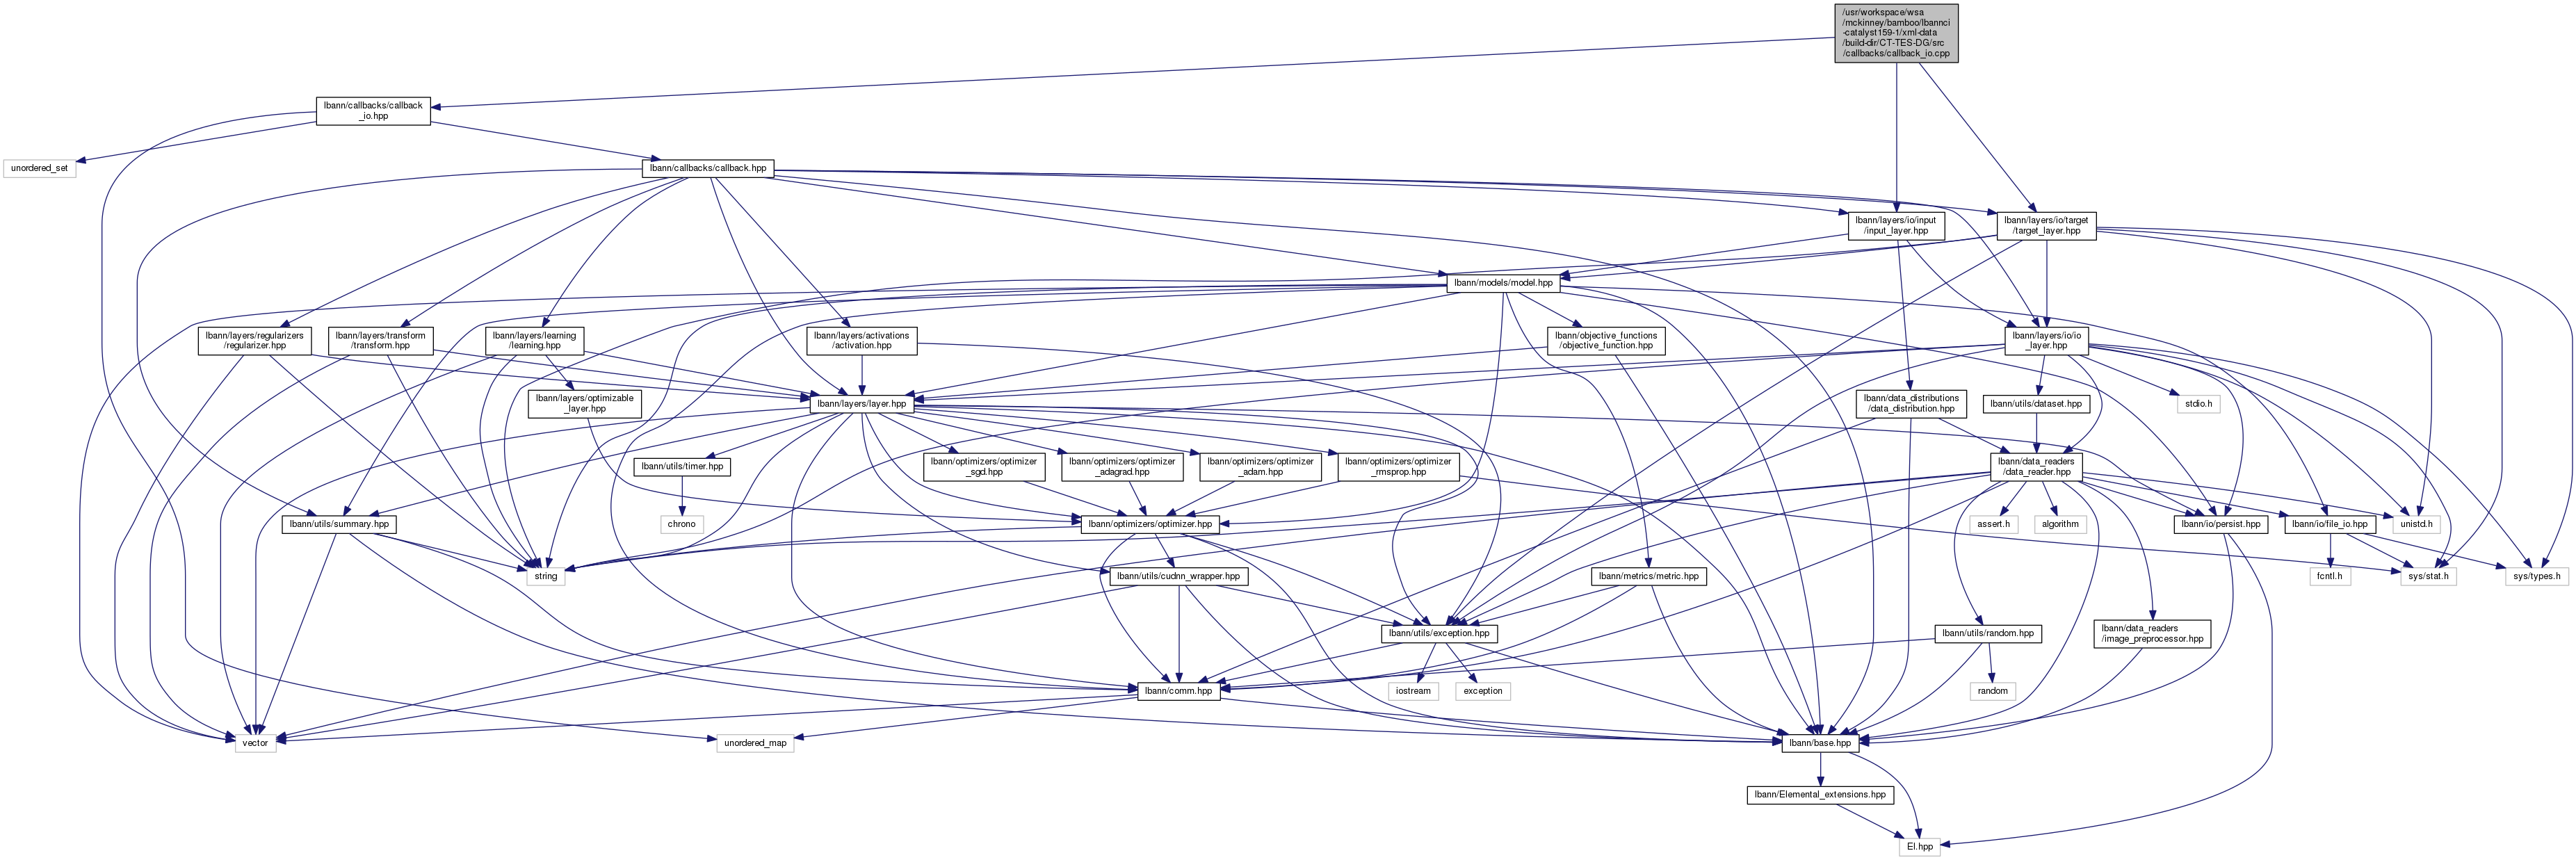 /usr/workspace/wsa
/mckinney/bamboo/lbannci
-catalyst159-1/xml-data
/build-dir/CT-TES-DG/src
/callbacks/callback_io.cpp
lbann/callbacks/callback
_io.hpp
unordered_set
lbann/callbacks/callback.hpp
lbann/layers/io/input
/input_layer.hpp
lbann/layers/io/target
/target_layer.hpp
lbann/models/model.hpp
lbann/layers/regularizers
/regularizer.hpp
lbann/layers/transform
/transform.hpp
lbann/layers/learning
/learning.hpp
lbann/layers/activations
/activation.hpp
lbann/objective_functions
/objective_function.hpp
lbann/layers/io/io
_layer.hpp
lbann/layers/optimizable
_layer.hpp
lbann/layers/layer.hpp
lbann/data_distributions
/data_distribution.hpp
lbann/utils/dataset.hpp
stdio.h
lbann/utils/timer.hpp
lbann/optimizers/optimizer
_sgd.hpp
lbann/optimizers/optimizer
_adagrad.hpp
lbann/optimizers/optimizer
_adam.hpp
lbann/optimizers/optimizer
_rmsprop.hpp
lbann/data_readers
/data_reader.hpp
lbann/utils/summary.hpp
chrono
lbann/optimizers/optimizer.hpp
assert.h
algorithm
lbann/io/persist.hpp
lbann/io/file_io.hpp
unistd.h
string
lbann/utils/cudnn_wrapper.hpp
lbann/metrics/metric.hpp
fcntl.h
sys/stat.h
sys/types.h
lbann/utils/exception.hpp
lbann/utils/random.hpp
lbann/data_readers
/image_preprocessor.hpp
lbann/comm.hpp
iostream
exception
random
vector
unordered_map
lbann/base.hpp
lbann/Elemental_extensions.hpp
El.hpp